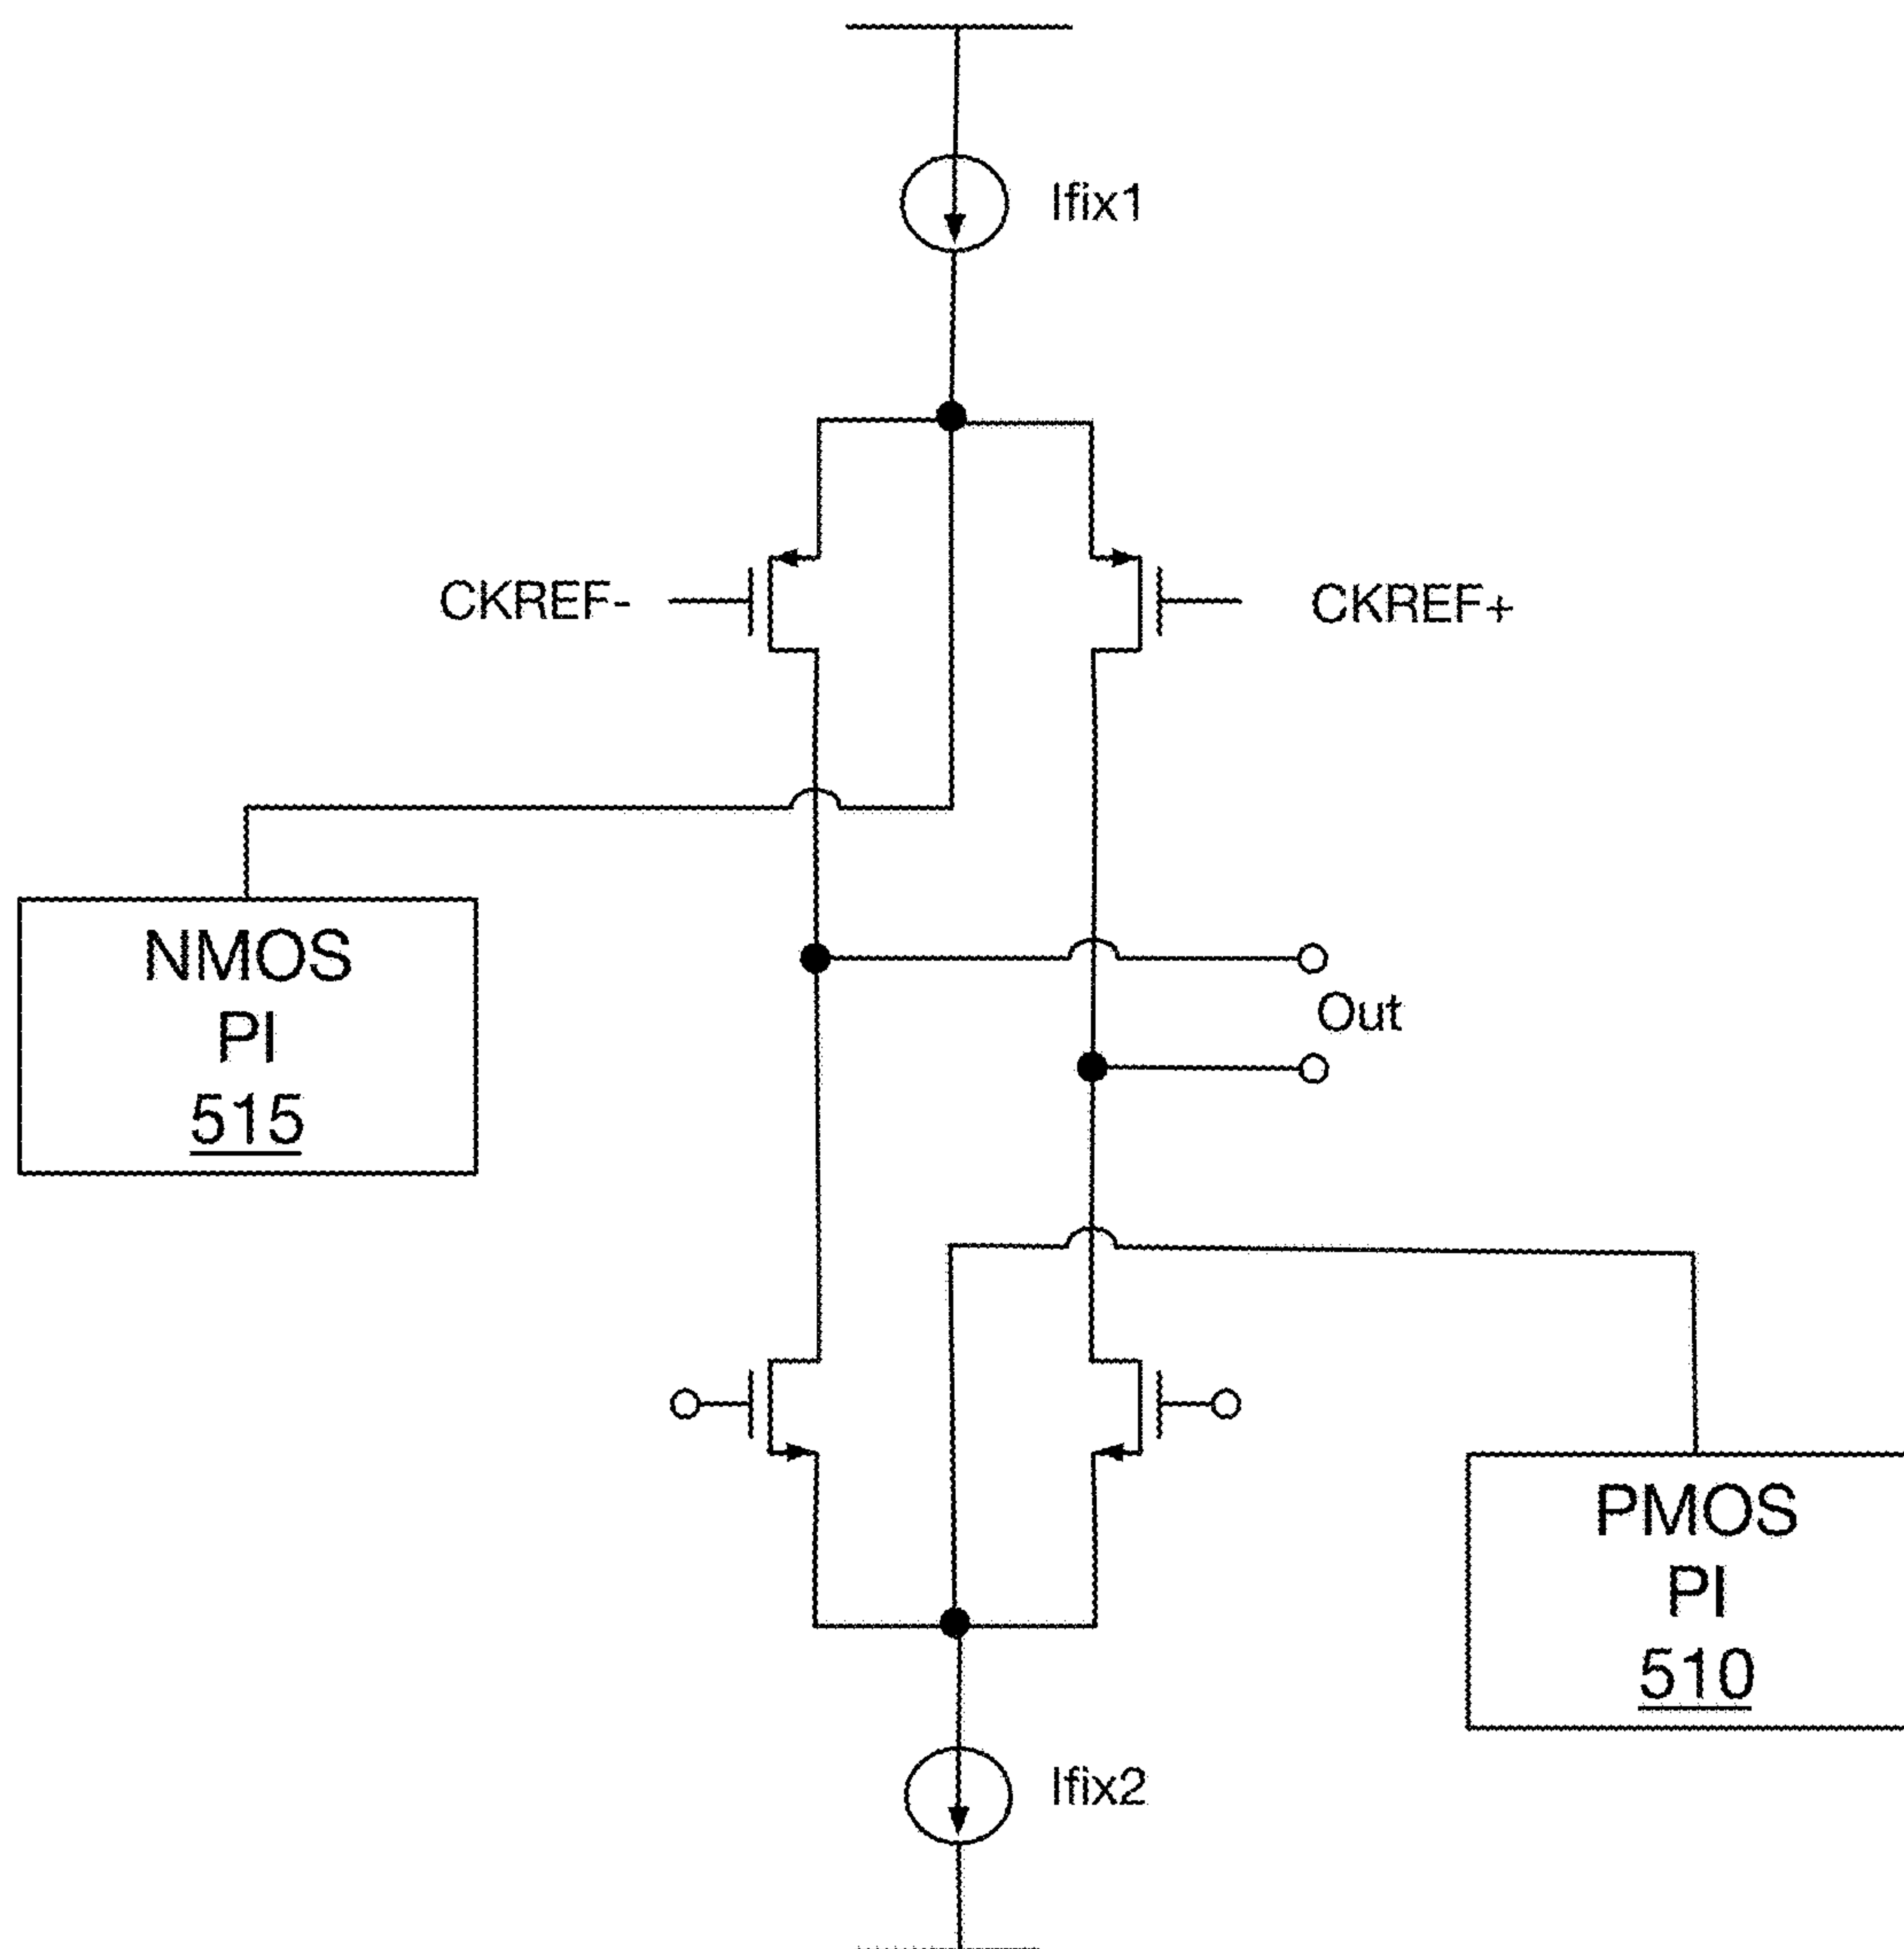 Ifix1
CKREF-
CKREF+
NMOS
PI
515
Out
PMOS
PI
510
Ifix2